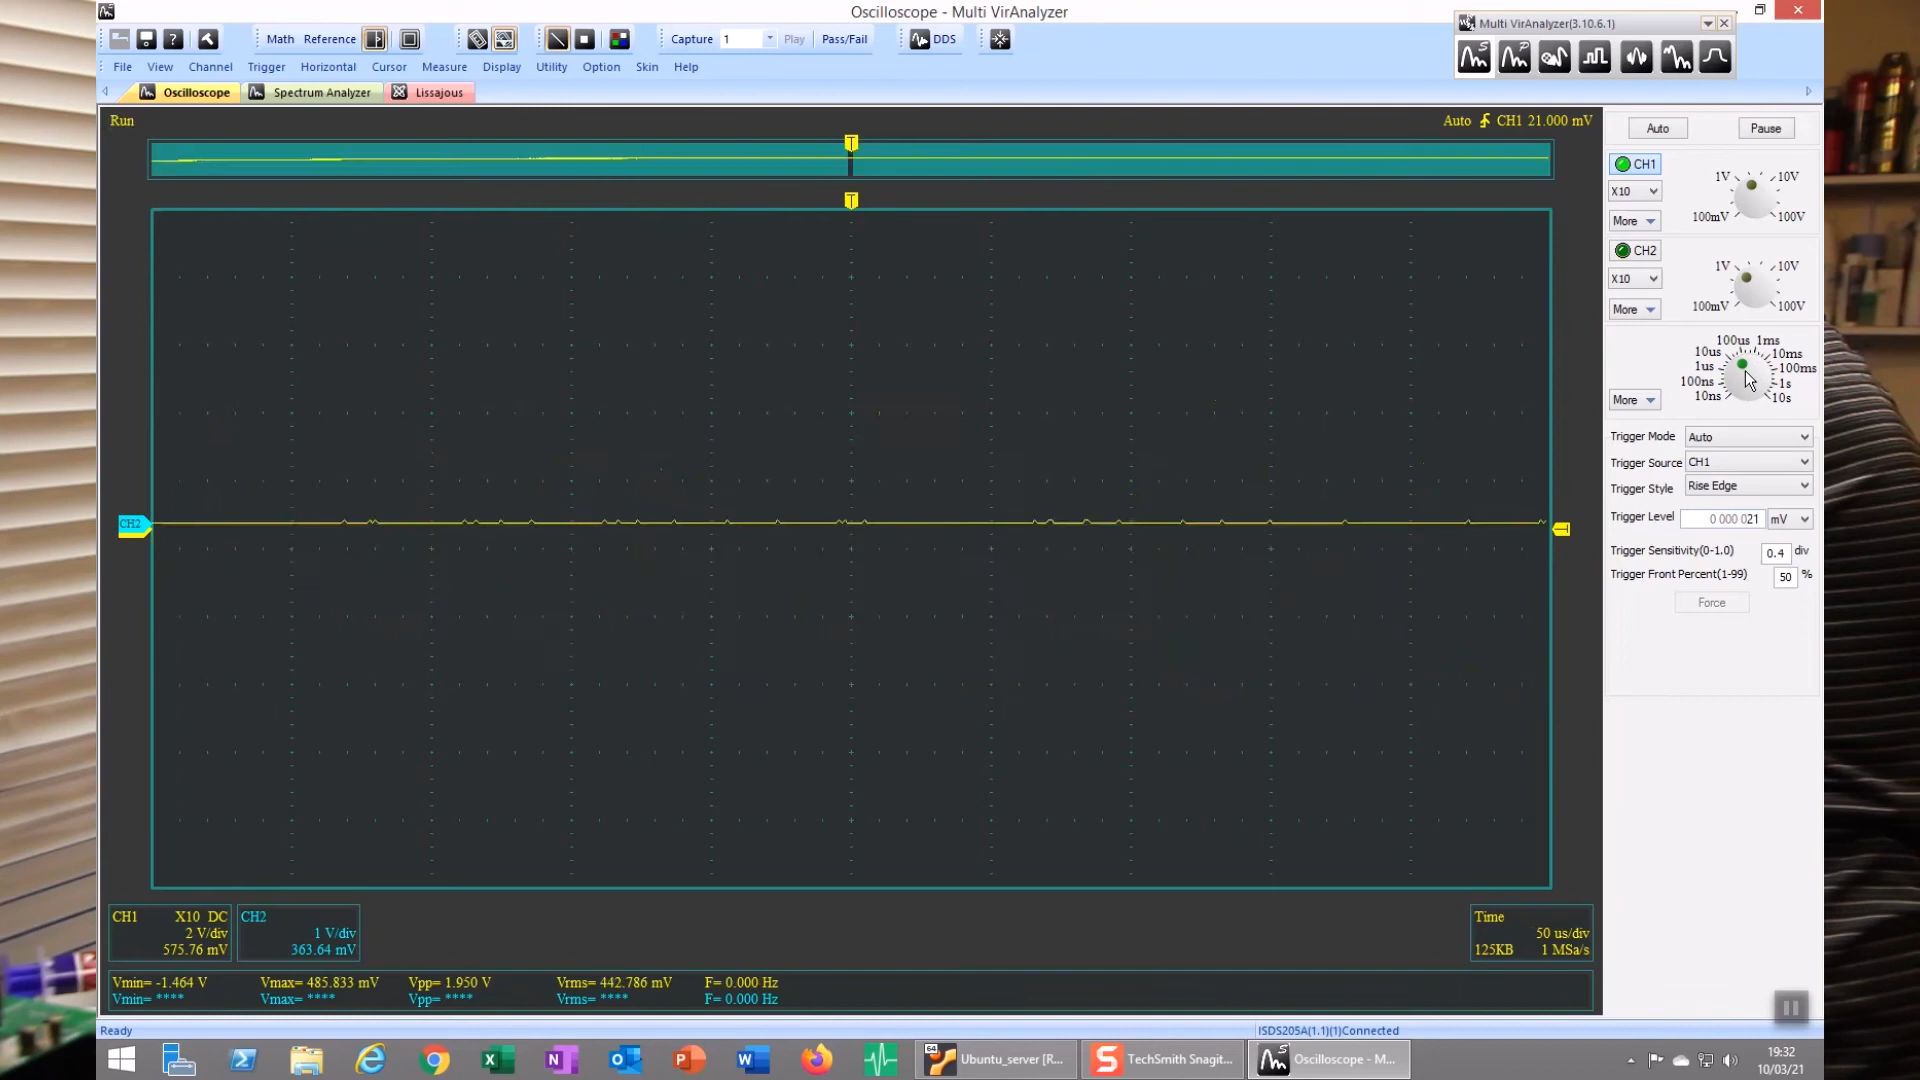 Oscilloscope - Multi VirAnalyzer
Multi VirAnalyzer(3.10.6.1)
Math Reference Capture 1 Play Pass/Fail DDS
File View Channel Trigger Horizontal Cursor Measure Display Utility Option Skin Help
Oscilloscope Spectrum Analyzer Lissajous
Run
Auto CH1 21.000 mV
T
T
CH2
Auto Pause
CH1
X10
More
1V 10V
100mV 100V
CH2
X10
More
1V 10V
100mV 100V
100us 1ms
10us 10ms
1us 100ms
100ns 1s
10ns 10s
More
Trigger Mode Auto
Trigger Source CH1
Trigger Style Rise Edge
Trigger Level 0 000 021 mV
Trigger Sensitivity(0-1.0) 0.4 div
Trigger Front Percent(1-99) 50 %
Force
CH1 X10 DC
2 V/div
575.76 mV
CH2
1 V/div
363.64 mV
Time
50 us/div
125KB 1 MSa/s
Vmin= -1.464 V Vmax= 485.833 mV Vpp= 1.950 V Vrms= 442.786 mV F= 0.000 Hz
Vmin= **** Vmax= **** Vpp= **** Vrms= **** F= 0.000 Hz
Ready
ISDS205A(1.1)(1)Connected
64 Ubuntu_server [R... TechSmith Snagit... Oscilloscope - M...
19:32
10/03/21